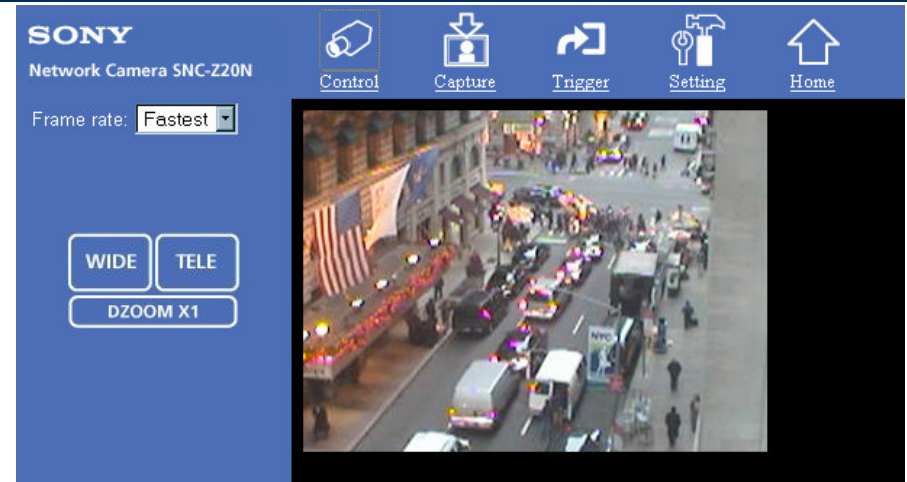 SONY
Network Camera SNC-Z20N
Control
Capture
Trigger
Setting
Home
Frame rate: Fastest
WIDE
TELE
DZOOM X1
NYC